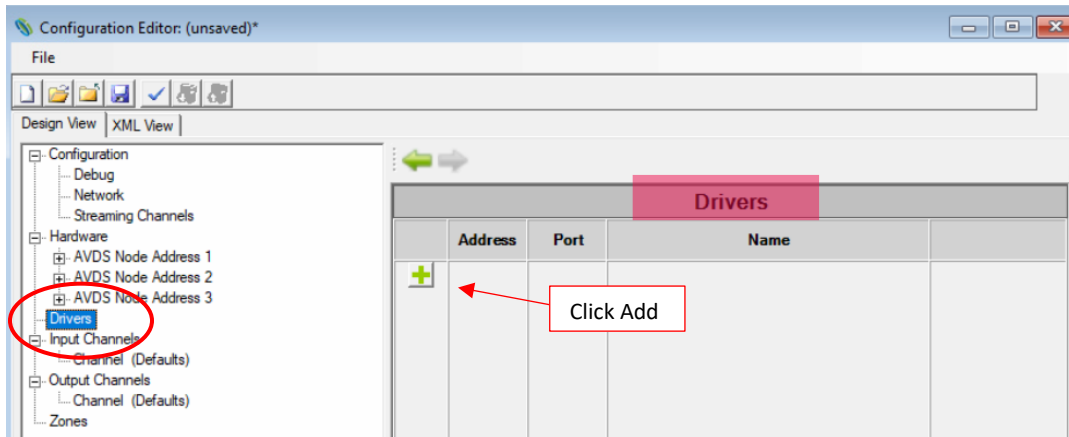 Configuration Editor: (unsaved)*
File
Design View XML View
Configuration
Debug
Network
Streaming Channels
Hardware
AVDS Node Address 1
AVDS Node Address 2
AVDS Node Address 3
Drivers
Input Channels
Channel (Defaults)
Output Channels
Channel (Defaults)
Zones
Drivers
Address Port Name
Click Add